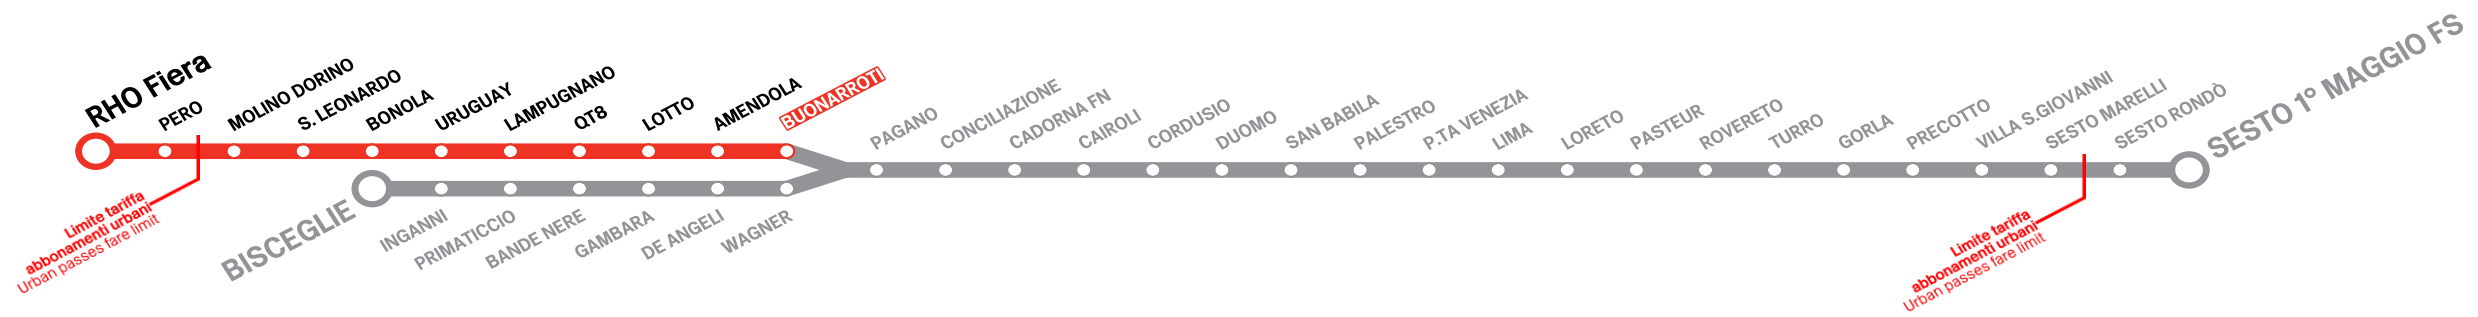 RHO Fiera
PERO
MOLINO DORINO
S. LEONARDO
BONOLA
URUGUAY
LAMPUGNANO
QT8
LOTTO
AMENDOLA
BUONARROTI
PAGANO
CONCILIAZIONE
CADORNA FN
CAIROLI
CORDUSIO
DUOMO
SAN BABILA
PALESTRO
P.TA VENEZIA
LIMA
LORETO
PASTEUR
ROVERETO
TURRO
GORLA
PRECOTTO
VILLA S.GIOVANNI
SESTO MARELLI
SESTO RONDÒ
SESTO 1° MAGGIO FS
Limite tariffa
abbonamenti urbani
Urban passes fare limit
BISCEGLIE
INGANNI
PRIMATICCIO
BANDE NERE
GAMBARA
DE ANGELI
WAGNER
Limite tariffa
abbonamenti urbani
Urban passes fare limit